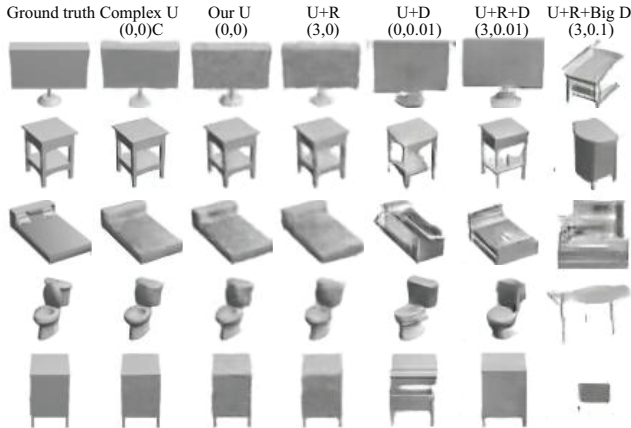 Ground truth Complex U Our U U+R U+D U+R+D U+R+Big D
(0,0)C (0,0) (3,0) (0,0.01) (3,0.01) (3,0.1)